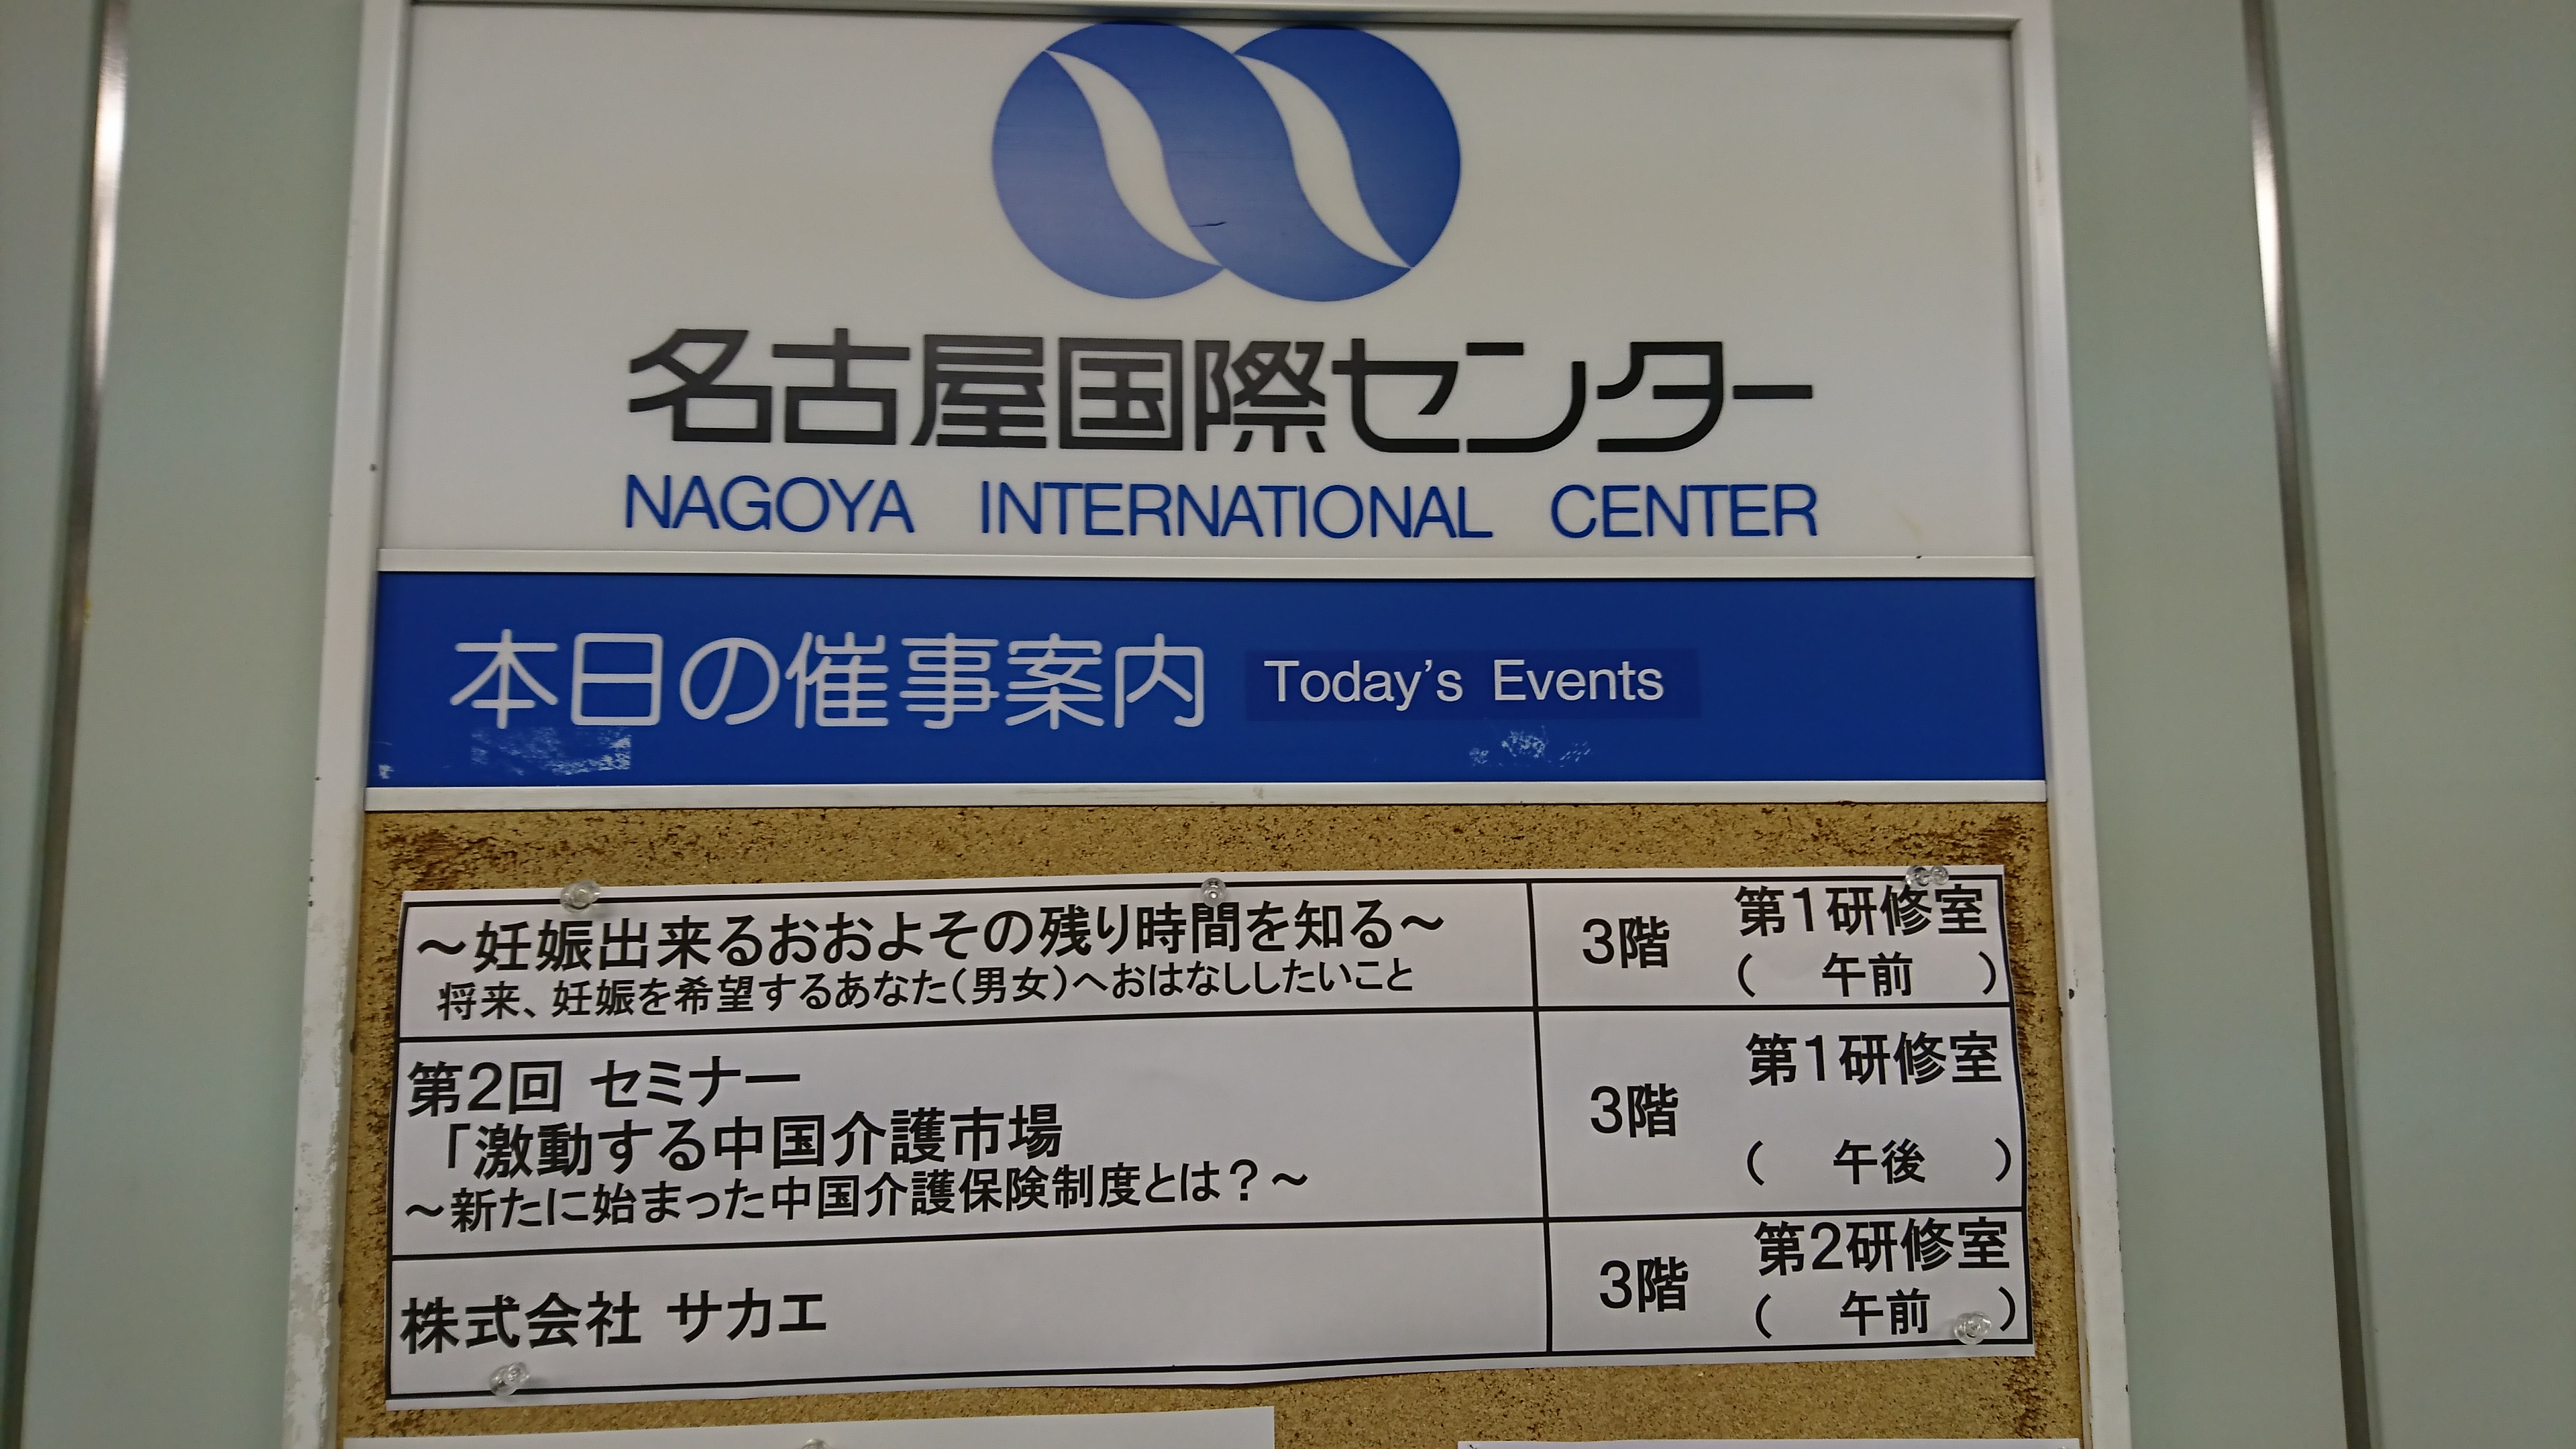 名古屋国際センター
NAGOYA INTERNATIONAL CENTER
本日の催事案内 Today's Events
～妊娠出来るおおよその残り時間を知る～
将来、妊娠を希望するあなた(男女)へおはなししたいこと
3階
第1研修室
( 午前 )
第2回 セミナー
「激動する中国介護市場
～新たに始まった中国介護保険制度とは？～
3階
第1研修室
( 午後 )
株式会社 サカエ
3階
第2研修室
( 午前 )